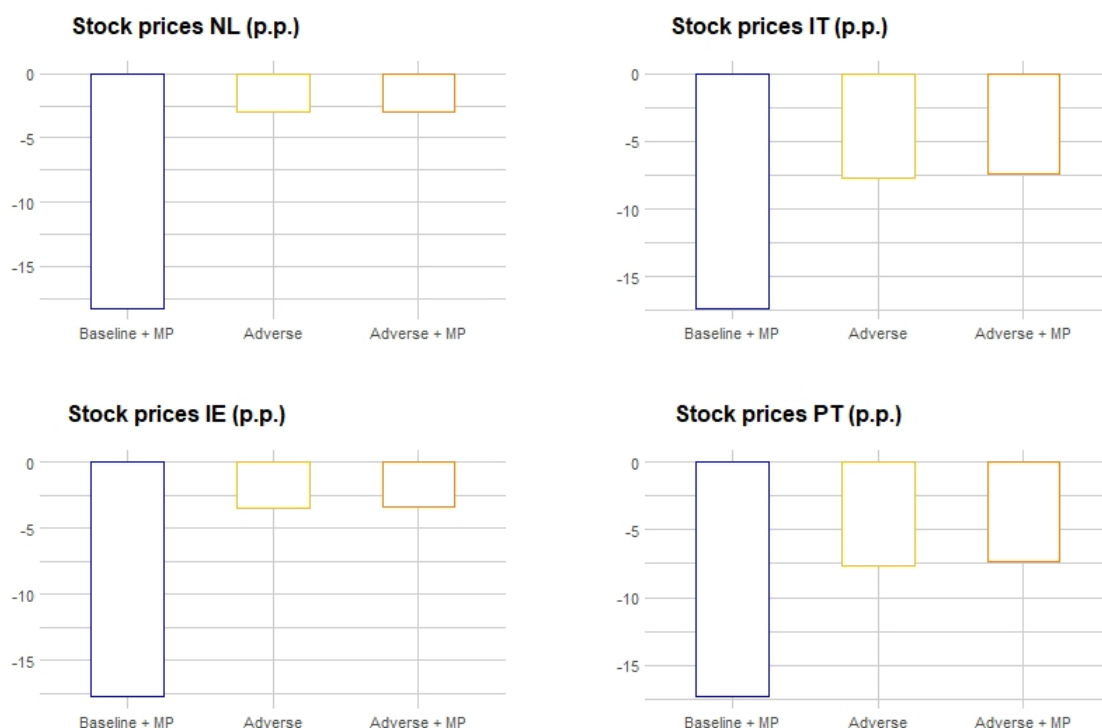 Stock prices NL (p.p.)
0
-5
-10
-15
Baseline + MP Adverse Adverse + MP
Stock prices IT (p.p.)
0
-5
-10
-15
Baseline + MP Adverse Adverse + MP
Stock prices IE (p.p.)
0
-5
-10
-15
Baseline + MP Adverse Adverse + MP
Stock prices PT (p.p.)
0
-5
-10
-15
Baseline + MP Adverse Adverse + MP